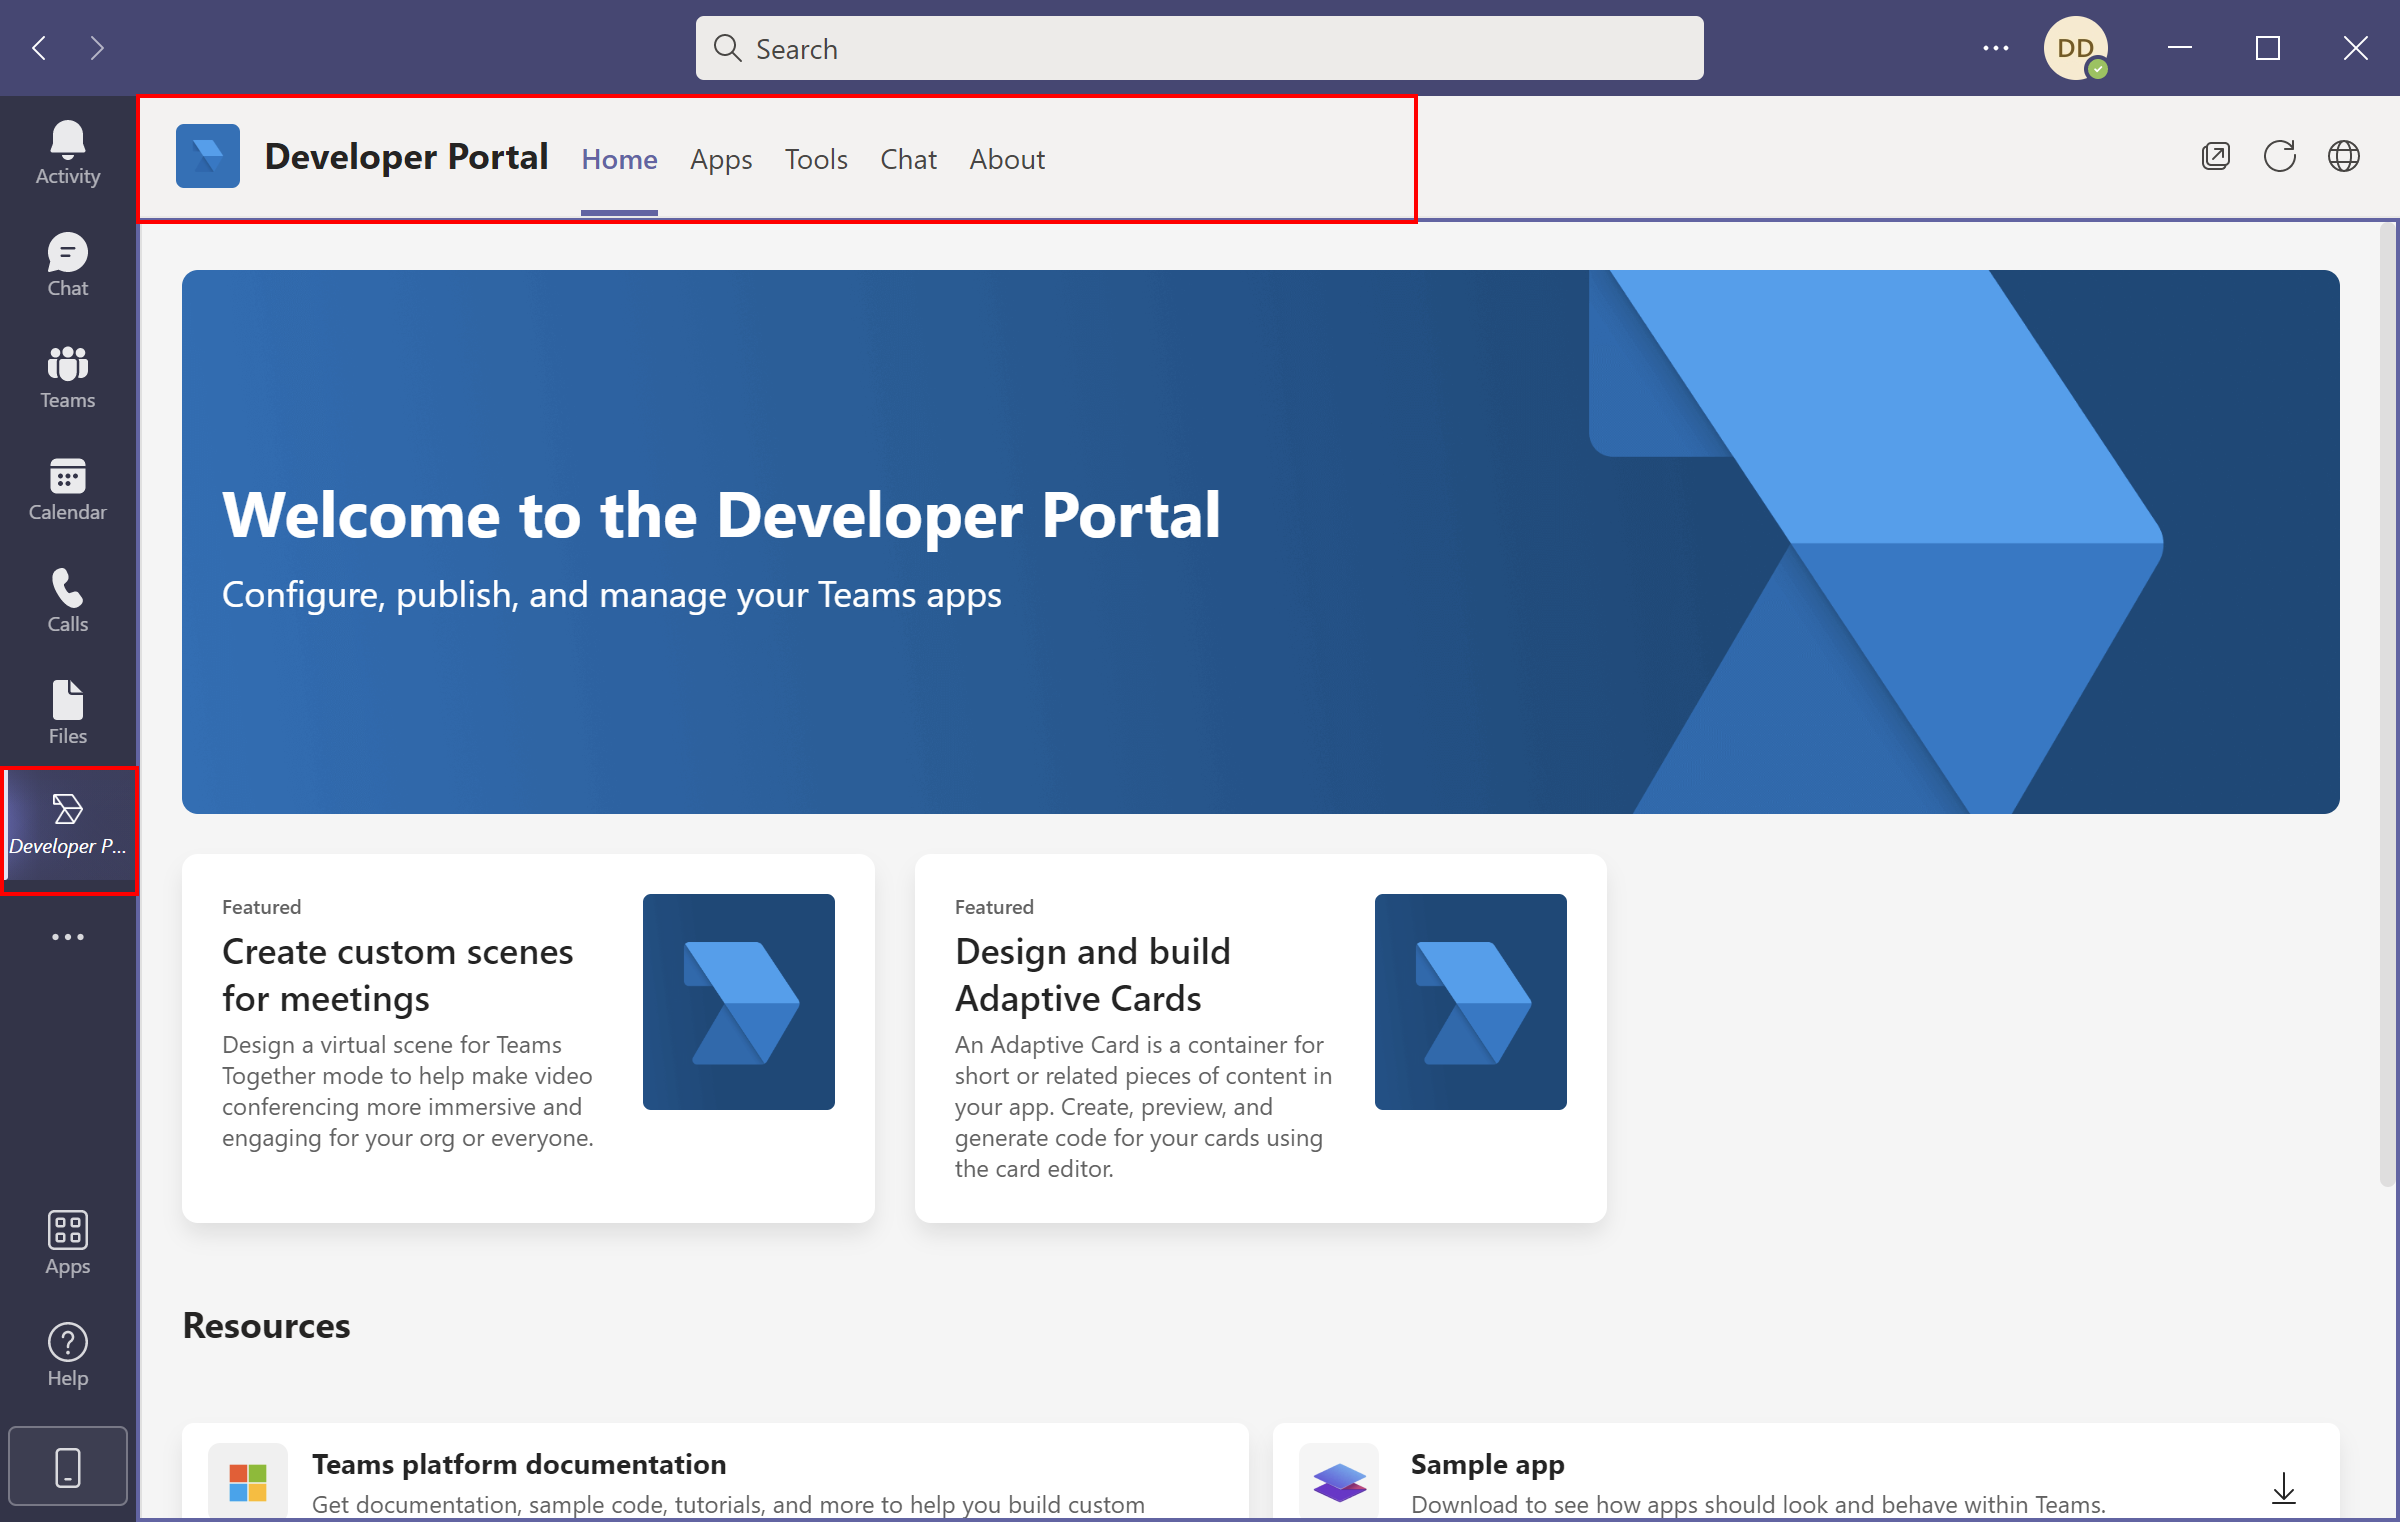 Search
DD
Activity
Chat
Teams
Calendar
Calls
Files
Developer P...
Apps
Help
Developer Portal Home Apps Tools Chat About
Welcome to the Developer Portal
Configure, publish, and manage your Teams apps
Featured
Create custom scenes
for meetings
Design a virtual scene for Teams
Together mode to help make video
conferencing more immersive and
engaging for your org or everyone.
Featured
Design and build
Adaptive Cards
An Adaptive Card is a container for
short or related pieces of content in
your app. Create, preview, and
generate code for your cards using
the card editor.
Resources
Teams platform documentation
Get documentation, sample code, tutorials, and more to help you build custom
Sample app
Download to see how apps should look and behave within Teams.